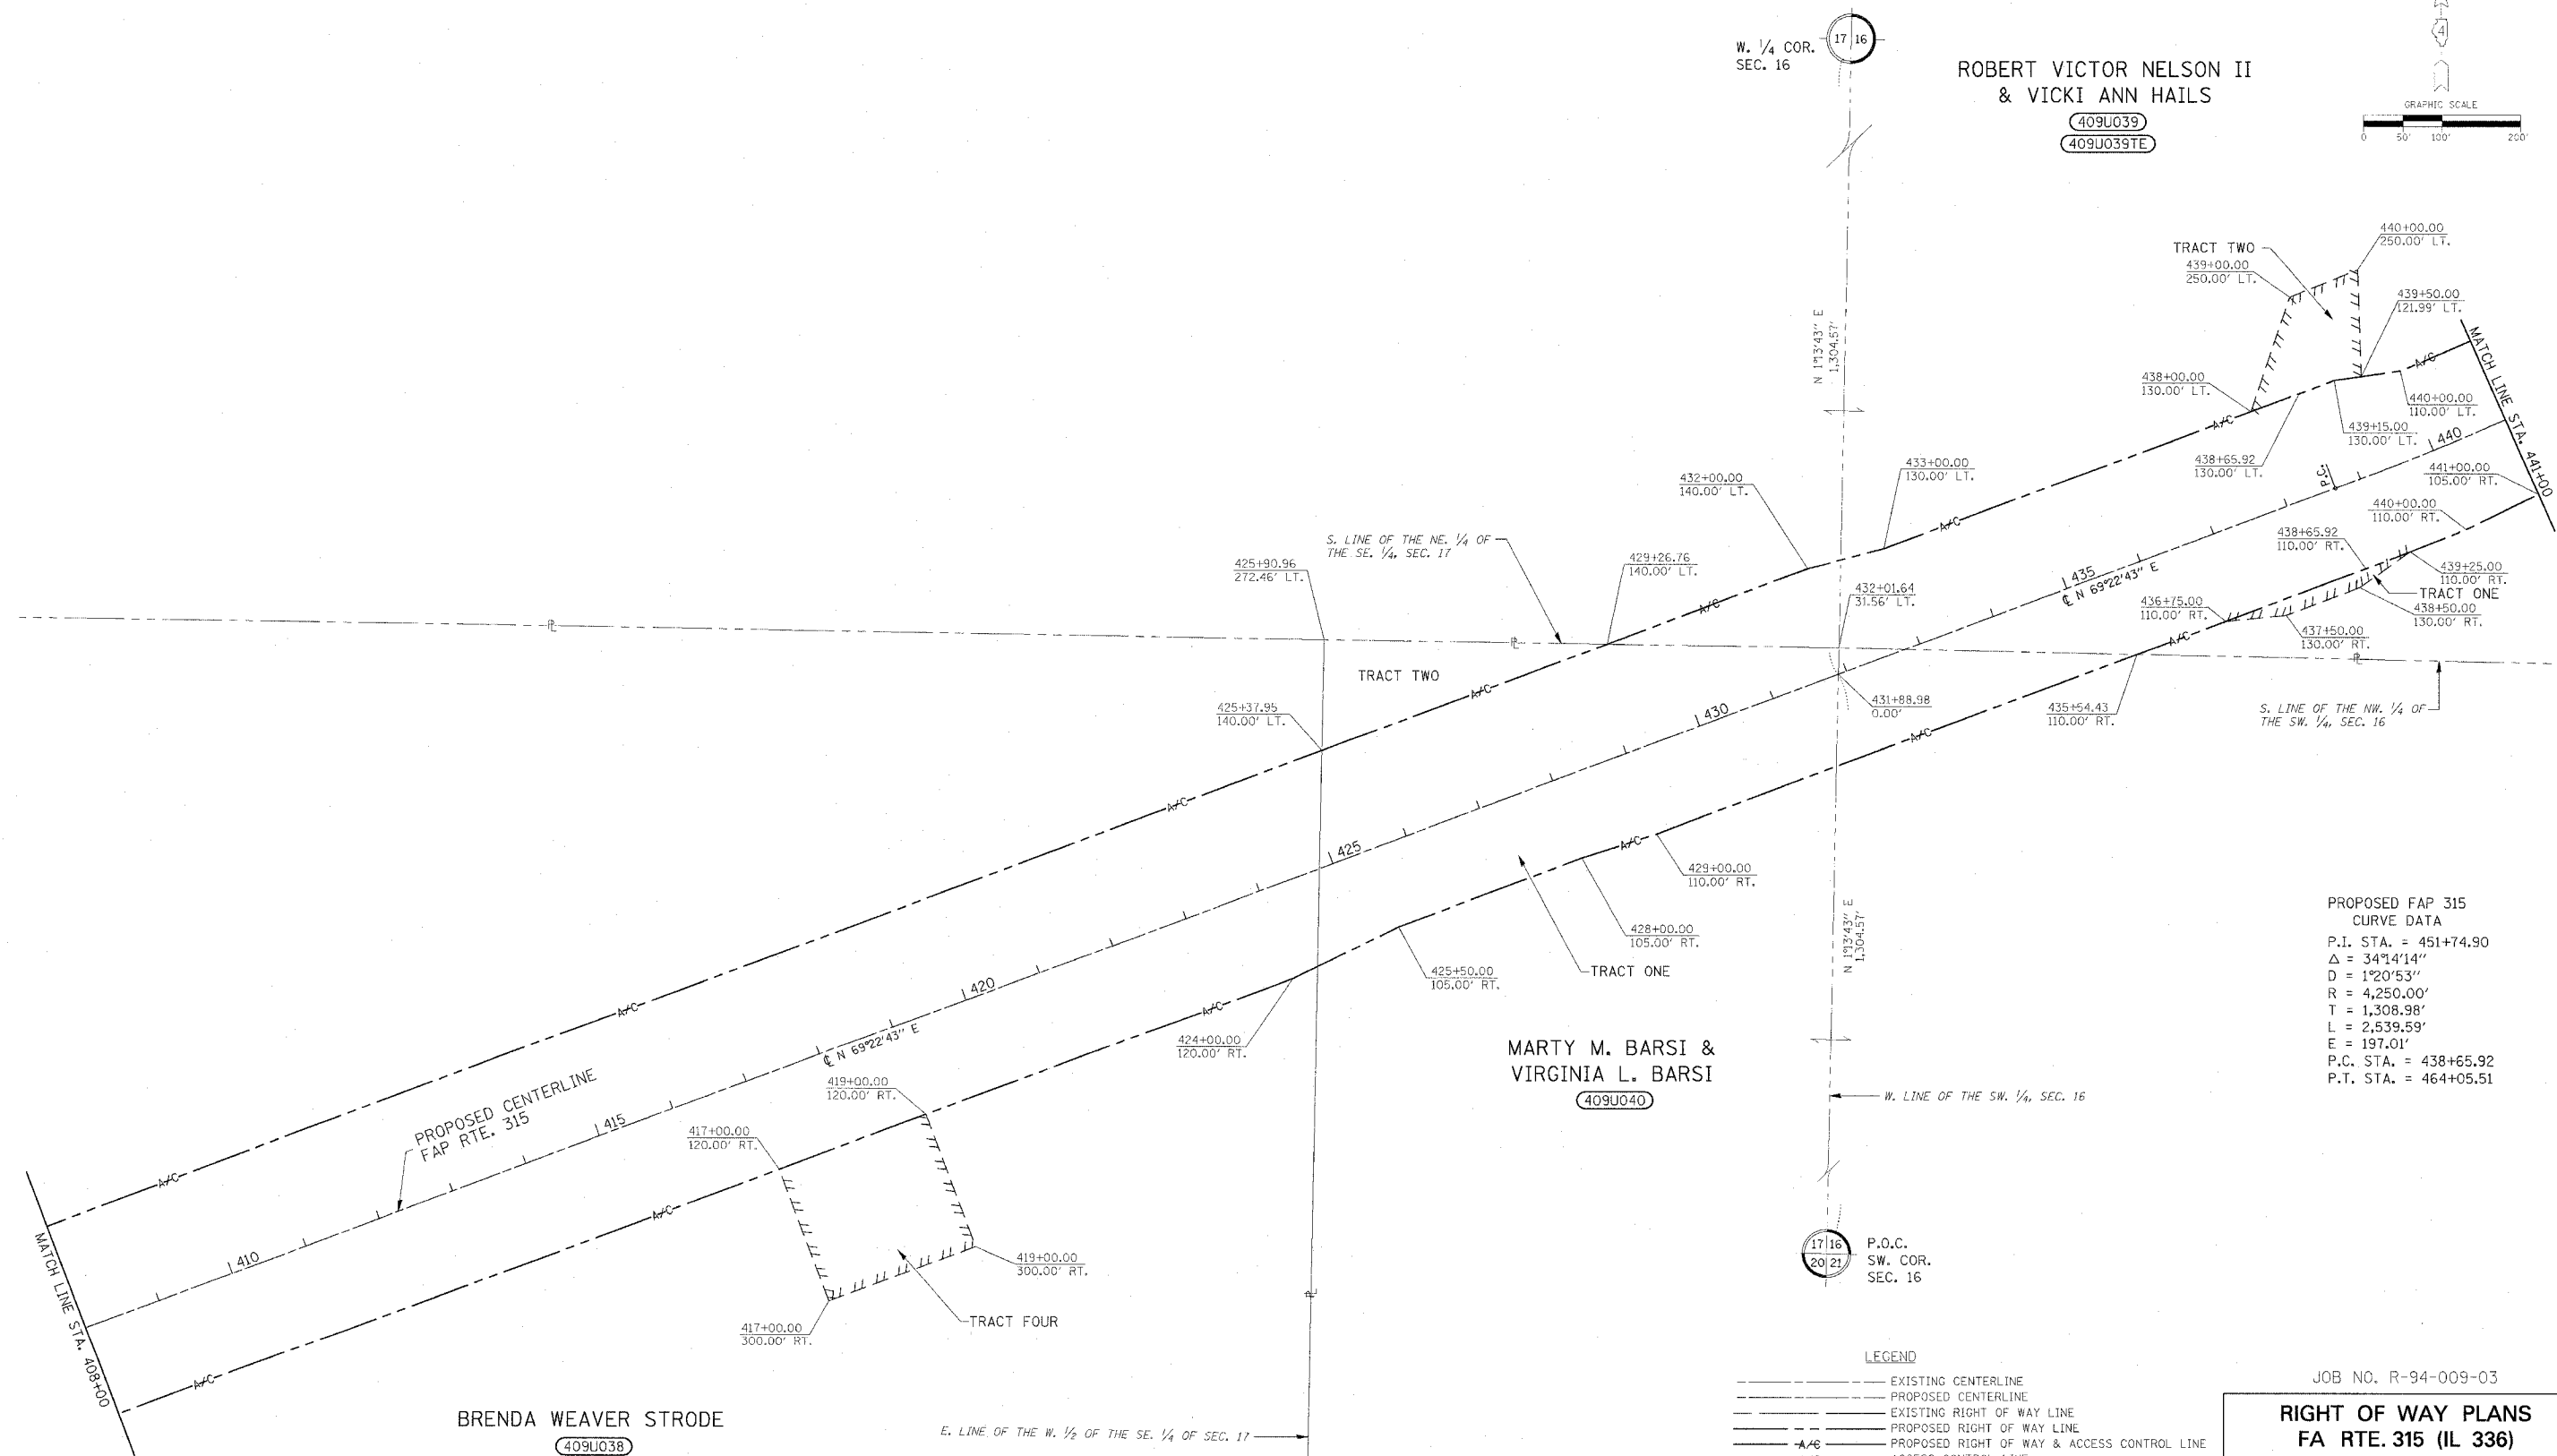 W. 1/4 COR.
SEC. 16
17 16
ROBERT VICTOR NELSON II
& VICKI ANN HAILS
409U039
409U039TE
4
GRAPHIC SCALE
0 50' 100' 200'
TRACT TWO
439+00.00
250.00' LT.
440+00.00
250.00' LT.
439+50.00
121.99' LT.
MATCH LINE STA. 441+00
N 1°13'43" E
1,304.57'
438+00.00
130.00' LT.
A/C
440+00.00
110.00' LT.
439+15.00
130.00' LT.
440
438+65.92
130.00' LT.
P.C.
441+00.00
105.00' RT.
433+00.00
130.00' LT.
432+00.00
140.00' LT.
A/C
A/C
440+00.00
110.00' RT.
438+65.92
110.00' RT.
439+25.00
110.00' RT.
TRACT ONE
438+50.00
130.00' RT.
437+50.00
130.00' RT.
436+75.00
110.00' RT.
435
℄ N 69°22'43" E
S. LINE OF THE NE. 1/4 OF
THE SE. 1/4, SEC. 17
429+26.76
140.00' LT.
425+90.96
272.46' LT.
432+01.64
31.56' LT.
A/C
A/C
PL
PL
PL
TRACT TWO
A/C
425+37.95
140.00' LT.
430
431+88.98
0.00'
435+54.43
110.00' RT.
S. LINE OF THE NW. 1/4 OF
THE SW. 1/4, SEC. 16
A/C
A/C
425
A/C
429+00.00
110.00' RT.
428+00.00
105.00' RT.
425+50.00
105.00' RT.
TRACT ONE
N 1°13'43" E
1,304.57'
PROPOSED FAP 315
CURVE DATA
P.I. STA. = 451+74.90
Δ = 34°14'14"
D = 1°20'53"
R = 4,250.00'
T = 1,308.98'
L = 2,539.59'
E = 197.01'
P.C. STA. = 438+65.92
P.T. STA. = 464+05.51
A/C
420
A/C
℄ N 69°22'43" E
424+00.00
120.00' RT.
MARTY M. BARSI &
VIRGINIA L. BARSI
409U040
W. LINE OF THE SW. 1/4, SEC. 16
PROPOSED CENTERLINE
FAP RTE. 315
415
419+00.00
120.00' RT.
417+00.00
120.00' RT.
A/C
A/C
410
MATCH LINE STA. 408+00
A/C
419+00.00
300.00' RT.
TRACT FOUR
417+00.00
300.00' RT.
PL
17 16
20 21
P.O.C.
SW. COR.
SEC. 16
BRENDA WEAVER STRODE
409U038
E. LINE OF THE W. 1/2 OF THE SE. 1/4 OF SEC. 17
LEGEND
EXISTING CENTERLINE
PROPOSED CENTERLINE
EXISTING RIGHT OF WAY LINE
PROPOSED RIGHT OF WAY LINE
A/C PROPOSED RIGHT OF WAY & ACCESS CONTROL LINE
JOB NO. R-94-009-03
RIGHT OF WAY PLANS
FA RTE. 315 (IL 336)